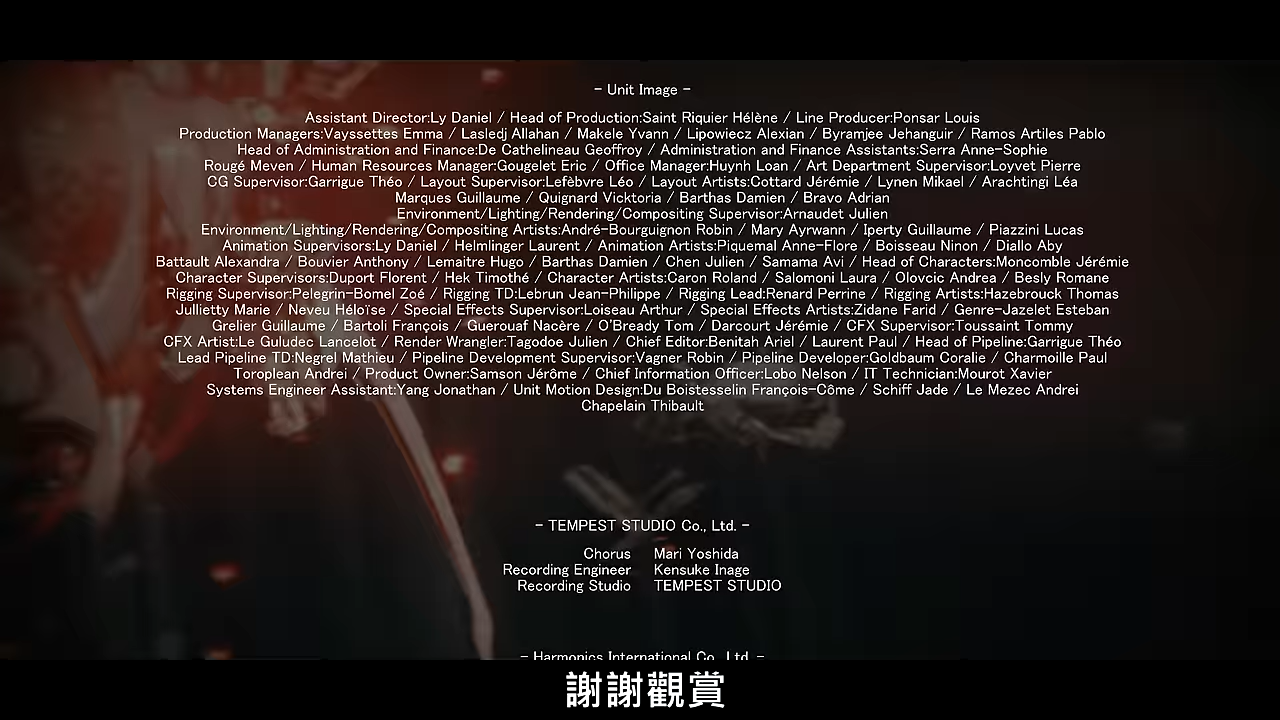 - Unit Image -
Assistant Director:Ly Daniel / Head of Production:Saint Riquier Hélène / Line Producer:Ponsar Louis
Production Managers:Vayssettes Emma / Lasledj Allahan / Makele Yvann / Lipowiecz Alexian / Byramjee Jehanguir / Ramos Artiles Pablo
Head of Administration and Finance:De Cathelineau Geoffroy / Administration and Finance Assistants:Serra Anne-Sophie
Rougé Meven / Human Resources Manager:Gougelet Eric / Office Manager:Huynh Loan / Art Department Supervisor:Loyvet Pierre
CG Supervisor:Garrigue Théo / Layout Supervisor:Lefèbvre Léo / Layout Artists:Cottard Jérémie / Lynen Mikael / Arachtingi Léa
Marques Guillaume / Quignard Vicktoria / Barthas Damien / Bravo Adrian
Environment/Lighting/Rendering/Compositing Supervisor:Arnaudet Julien
Environment/Lighting/Rendering/Compositing Artists:André-Bourguignon Robin / Mary Ayrwann / Iperty Guillaume / Piazzini Lucas
Animation Supervisors:Ly Daniel / Helmlinger Laurent / Animation Artists:Piquemal Anne-Flore / Boisseau Ninon / Diallo Aby
Battault Alexandra / Bouvier Anthony / Lemaitre Hugo / Barthas Damien / Chen Julien / Samama Avi / Head of Characters:Moncomble Jérémie
Character Supervisors:Duport Florent / Hek Timothé / Character Artists:Caron Roland / Salomoni Laura / Olovcic Andrea / Besly Romane
Rigging Supervisor:Pelegrin-Bomel Zoé / Rigging TD:Lebrun Jean-Philippe / Rigging Lead:Renard Perrine / Rigging Artists:Hazebrouck Thomas
Jullietty Marie / Neveu Héloïse / Special Effects Supervisor:Loiseau Arthur / Special Effects Artists:Zidane Farid / Genre-Jazelet Esteban
Grelier Guillaume / Bartoli François / Guerouaf Nacère / O'Bready Tom / Darcourt Jérémie / CFX Supervisor:Toussaint Tommy
CFX Artist:Le Guludec Lancelot / Render Wrangler:Tagodoe Julien / Chief Editor:Benitah Ariel / Laurent Paul / Head of Pipeline:Garrigue Théo
Lead Pipeline TD:Negrel Mathieu / Pipeline Development Supervisor:Vagner Robin / Pipeline Developer:Goldbaum Coralie / Charmoille Paul
Toroplean Andrei / Product Owner:Samson Jérôme / Chief Information Officer:Lobo Nelson / IT Technician:Mourot Xavier
Systems Engineer Assistant:Yang Jonathan / Unit Motion Design:Du Boistesselin François-Côme / Schiff Jade / Le Mezec Andrei
Chapelain Thibault
- TEMPEST STUDIO Co., Ltd. -
Chorus Mari Yoshida
Recording Engineer Kensuke Inage
Recording Studio TEMPEST STUDIO
- Harmonics International Co., Ltd. -
謝謝觀賞